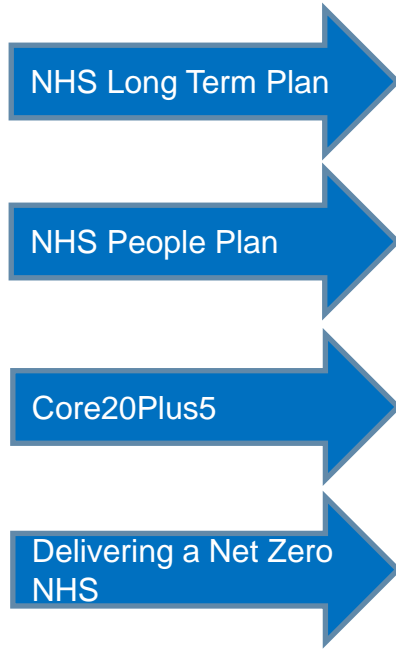 NHS Long Term Plan
NHS People Plan
Core20Plus5
Delivering a Net Zero
NHS